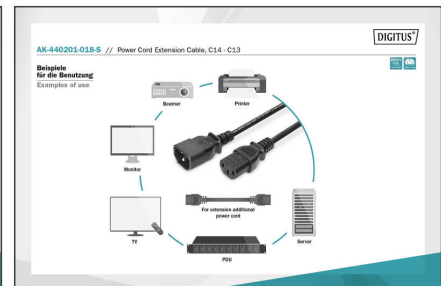 DIGITUS®
AK-440201-018-S // Power Cord Extension Cable, C14 - C13
Beispiele
für die Benutzung
Examples of use
Beamer
Printer
Monitor
For extension additional
power cord
TV
Server
PDU